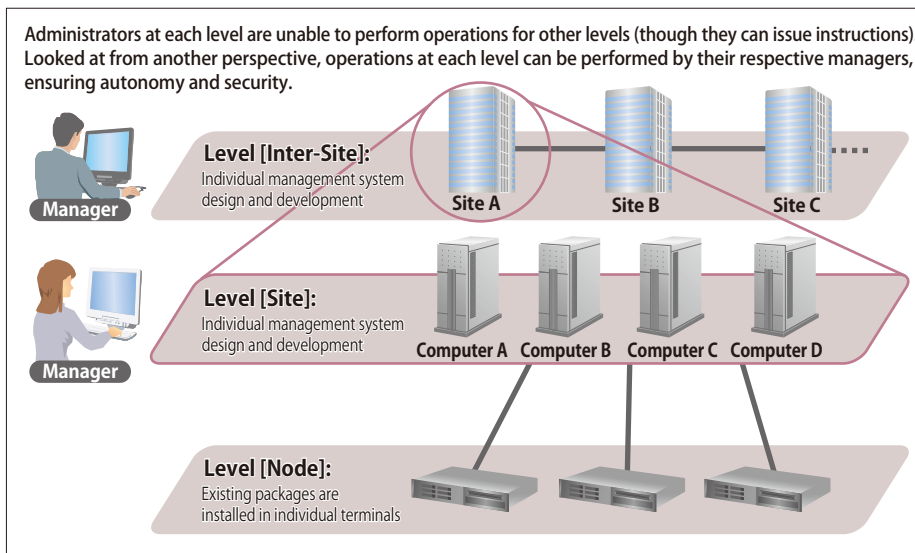 Administrators at each level are unable to perform operations for other levels (though they can issue instructions)
Looked at from another perspective, operations at each level can be performed by their respective managers,
ensuring autonomy and security.
Manager
Level [Inter-Site]:
Individual management system
design and development
Site A
Site B
Site C
Manager
Level [Site]:
Individual management system
design and development
Computer A
Computer B
Computer C
Computer D
Level [Node]:
Existing packages are
installed in individual terminals